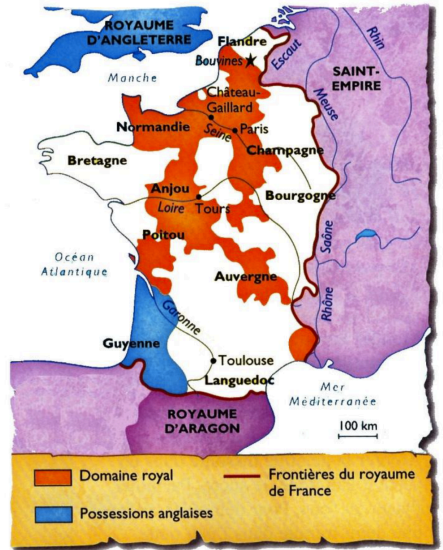 ROYAUME
D'ANGLETERRE
Flandre
Bouvines
Escaut
Rhin
Manche
SAINT-
EMPIRE
Château-
Gaillard
Meuse
Normandie
Seine
Paris
Bretagne
Champagne
Anjou
Bourgogne
Loire
Tours
Poitou
Saône
Océan
Atlantique
Auvergne
Rhône
Garonne
Guyenne
Toulouse
Languedoc
Mer
Méditerranée
ROYAUME
D'ARAGON
100 km
Domaine royal
Frontières du royaume
de France
Possessions anglaises